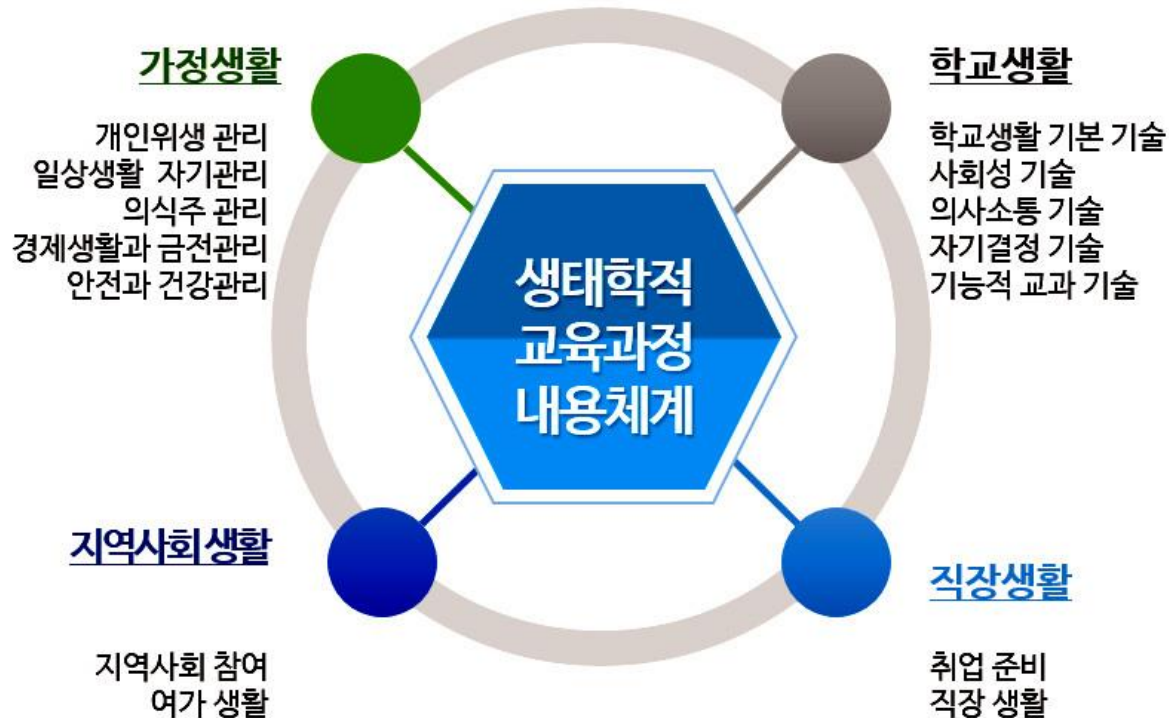 가정생활
개인위생 관리
일상생활 자기관리
의식주 관리
경제생활과 금전관리
안전과 건강관리
학교생활
학교생활 기본 기술
사회성 기술
의사소통 기술
자기결정 기술
기능적 교과 기술
생태학적
교육과정
내용체계
지역사회 생활
지역사회 참여
여가 생활
직장생활
취업 준비
직장 생활